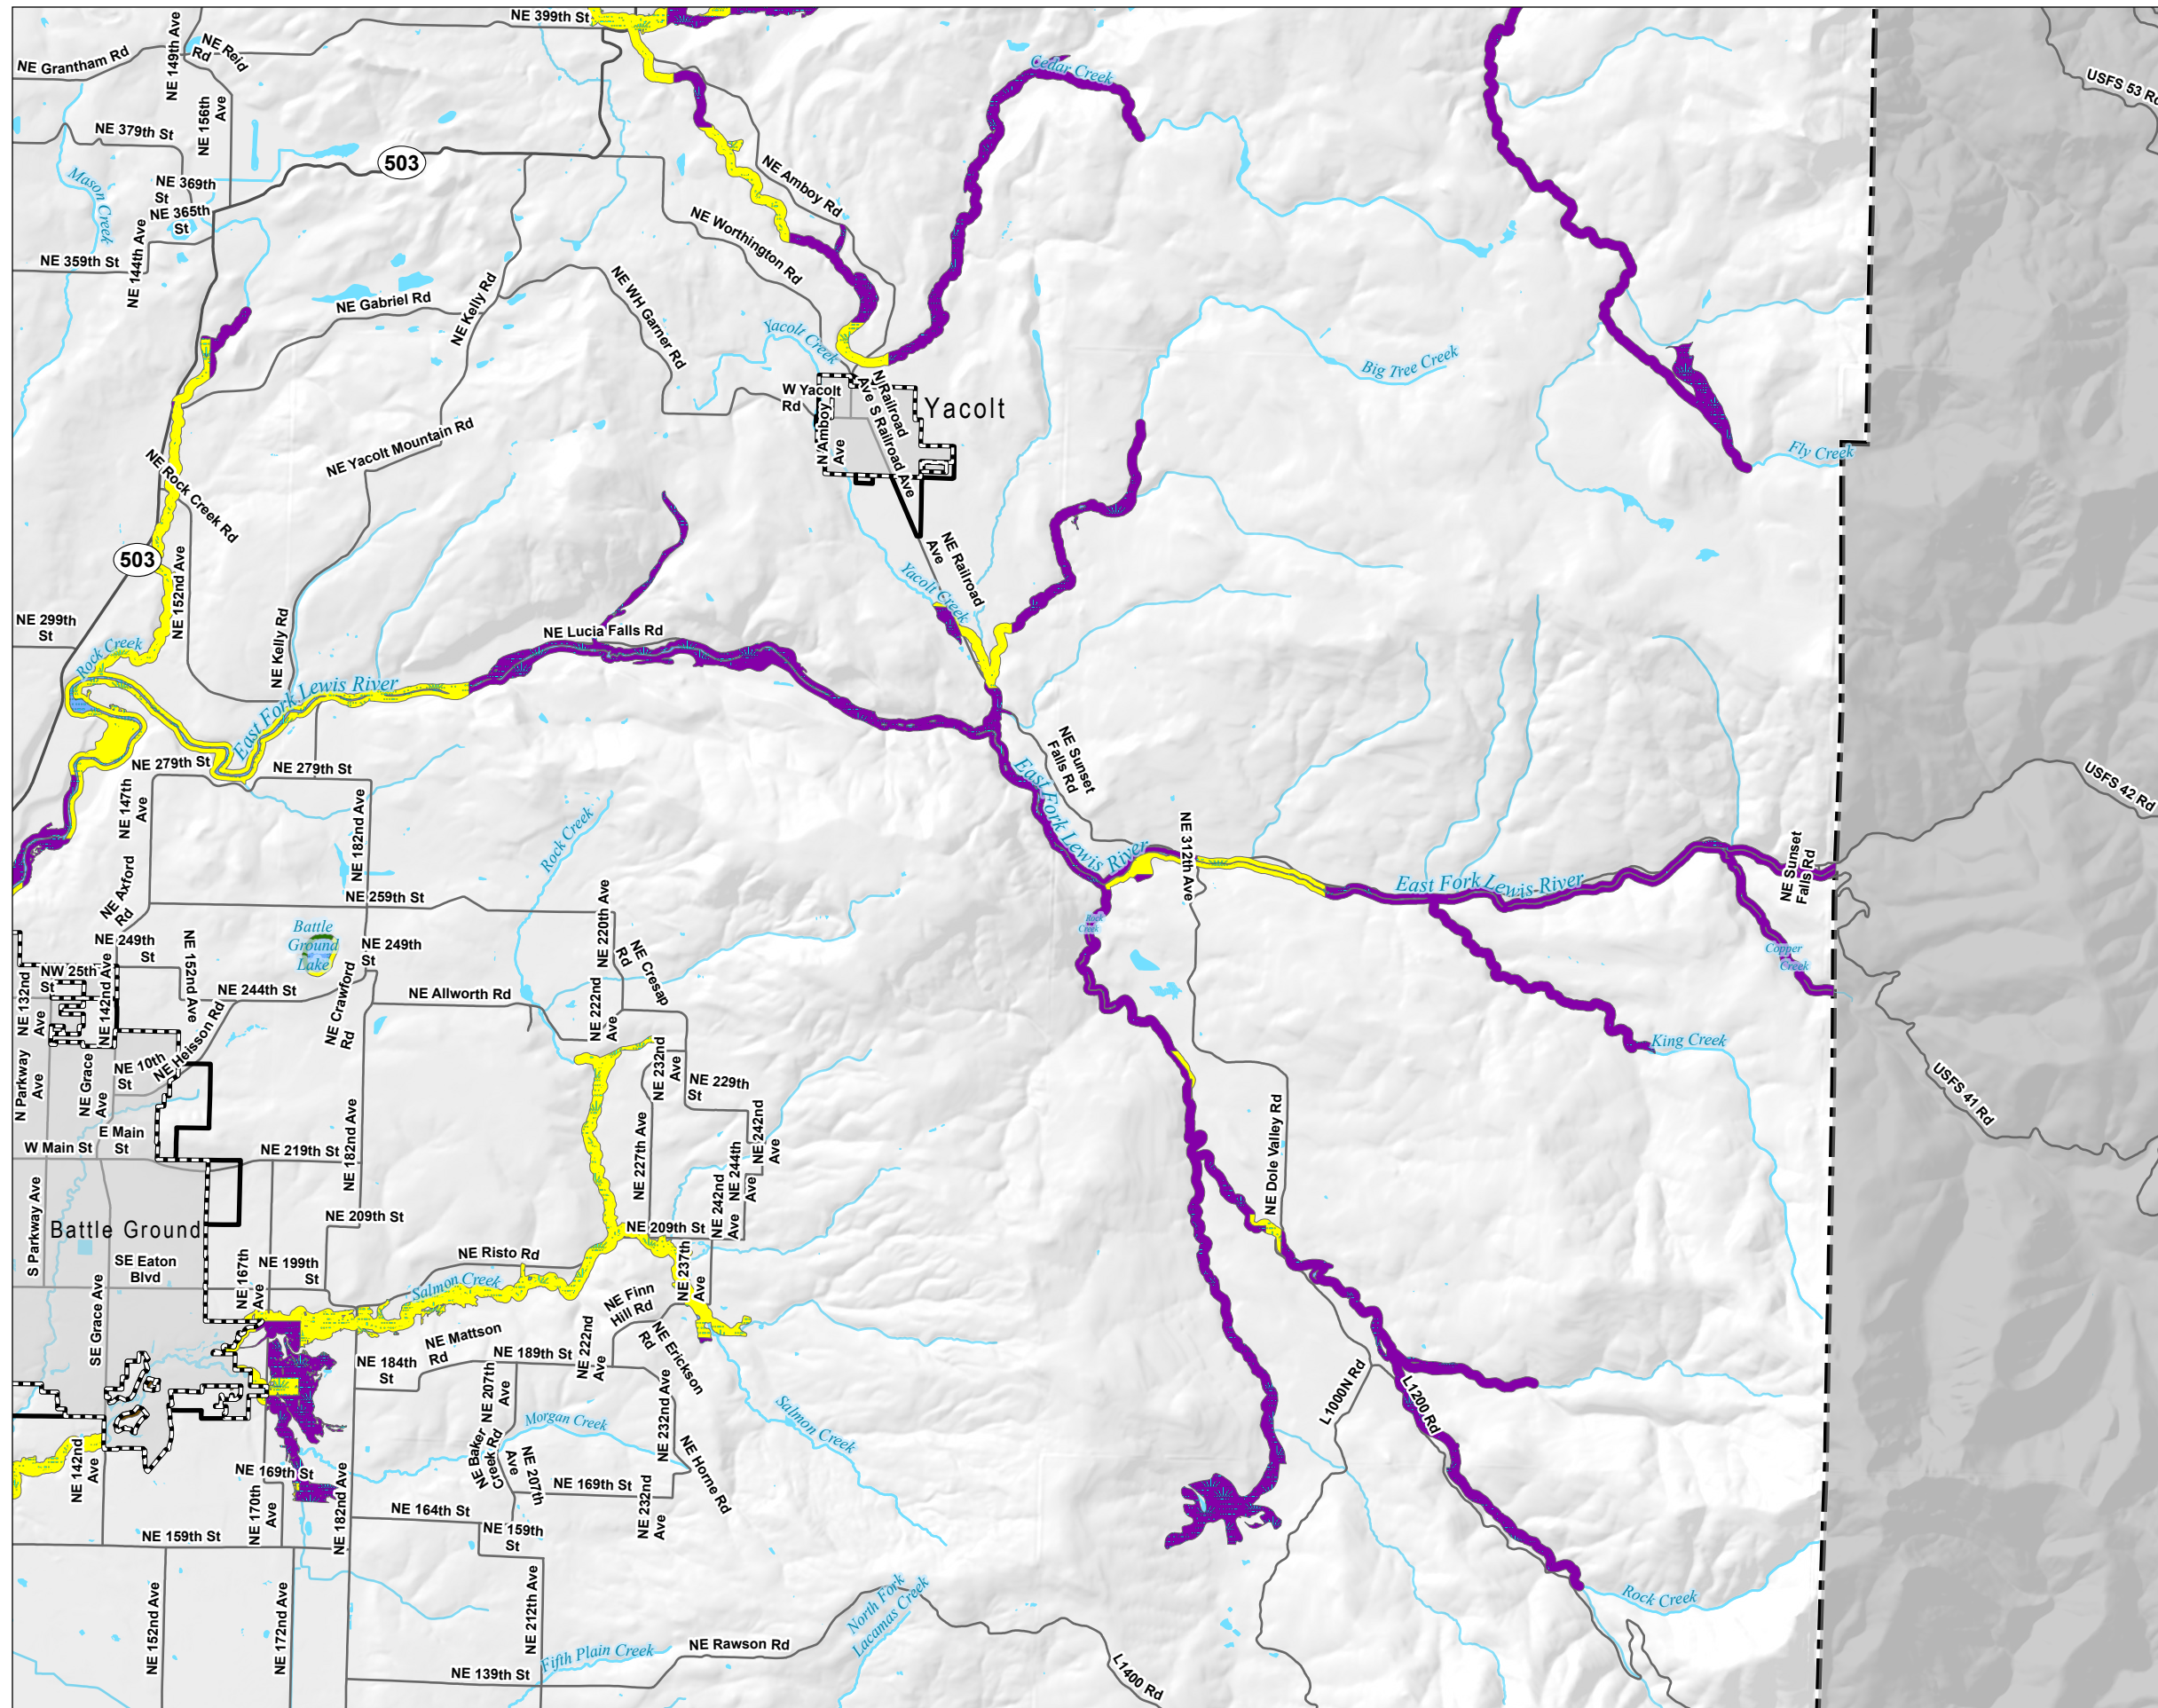 NE 399th St
NE Grantham Rd
NE 149th Ave
NE Reid
Rd
NE 156th
Ave
NE 379th St
503
Mason Creek
NE 369th
St
NE 365th
St
NE 144th Ave
NE 359th St
Cedar Creek
USFS 53 Rd
NE Amboy Rd
NE Worthington Rd
NE WH Garner Rd
NE Kelly Rd
NE Gabriel Rd
Yacolt Creek
Big Tree Creek
W Yacolt
Rd
N Amboy
Ave
N Railroad
Ave
S Railroad Ave
Yacolt
NE Yacolt Mountain Rd
NE Rock Creek Rd
Fly Creek
503
NE 152nd Ave
NE Railroad
Ave
Yacolt Creek
NE 299th
St
NE Kelly Rd
NE Lucia Falls Rd
Rock Creek
East Fork Lewis River
NE 279th St
NE 279th St
NE 147th
Ave
NE 182nd Ave
NE Sunset
Falls Rd
East Fork Lewis River
NE 312th Ave
USFS 42 Rd
Rock Creek
NE Axford
Rd
NE 259th St
NE 220th Ave
East Fork Lewis River
NE Sunset
Falls Rd
Rock
Creek
Battle
Ground
Lake
NE 249th
St
NE 152nd Ave
NE 249th
St
NE Cresap
Rd
Copper
Creek
NW 25th
St
NE 132nd
Ave
NE 142nd Ave
NE 244th St
NE Crawford
Rd
NE Allworth Rd
NE 222nd
Ave
NE Heisson Rd
King Creek
NE 10th
St
N Parkway
Ave
NE Grace
Ave
NE 232nd
Ave
NE 229th
St
USFS 41 Rd
E Main
St
W Main St
NE 219th St
NE 182nd Ave
NE 227th Ave
NE 242nd
Ave
NE 244th
Ave
NE 242nd
Ave
NE Dole Valley Rd
S Parkway Ave
Battle Ground
NE 209th St
NE 209th St
SE Eaton
Blvd
NE 167th
Ave
NE 199th
St
NE Risto Rd
Salmon Creek
NE 237th
Ave
NE Finn
Hill Rd
SE Grace Ave
NE Mattson
Rd
NE 184th
St
NE 189th St
NE 222nd
Ave
NE Erickson
Rd
NE 207th
Ave
NE 232nd Ave
L1000N Rd
L1200 Rd
Morgan Creek
Salmon Creek
NE Baker
Creek Rd
NE 207th
Ave
NE Horne Rd
NE 142nd
Ave
NE 169th St
NE 169th St
NE 170th
Ave
NE 182nd Ave
NE 164th St
NE 159th
St
NE 232nd
Ave
NE 159th St
NE 152nd Ave
NE 172nd Ave
NE 212th Ave
North Fork
Lacamas Creek
Rock Creek
Fifth Plain Creek
NE Rawson Rd
NE 139th St
L1400 Rd